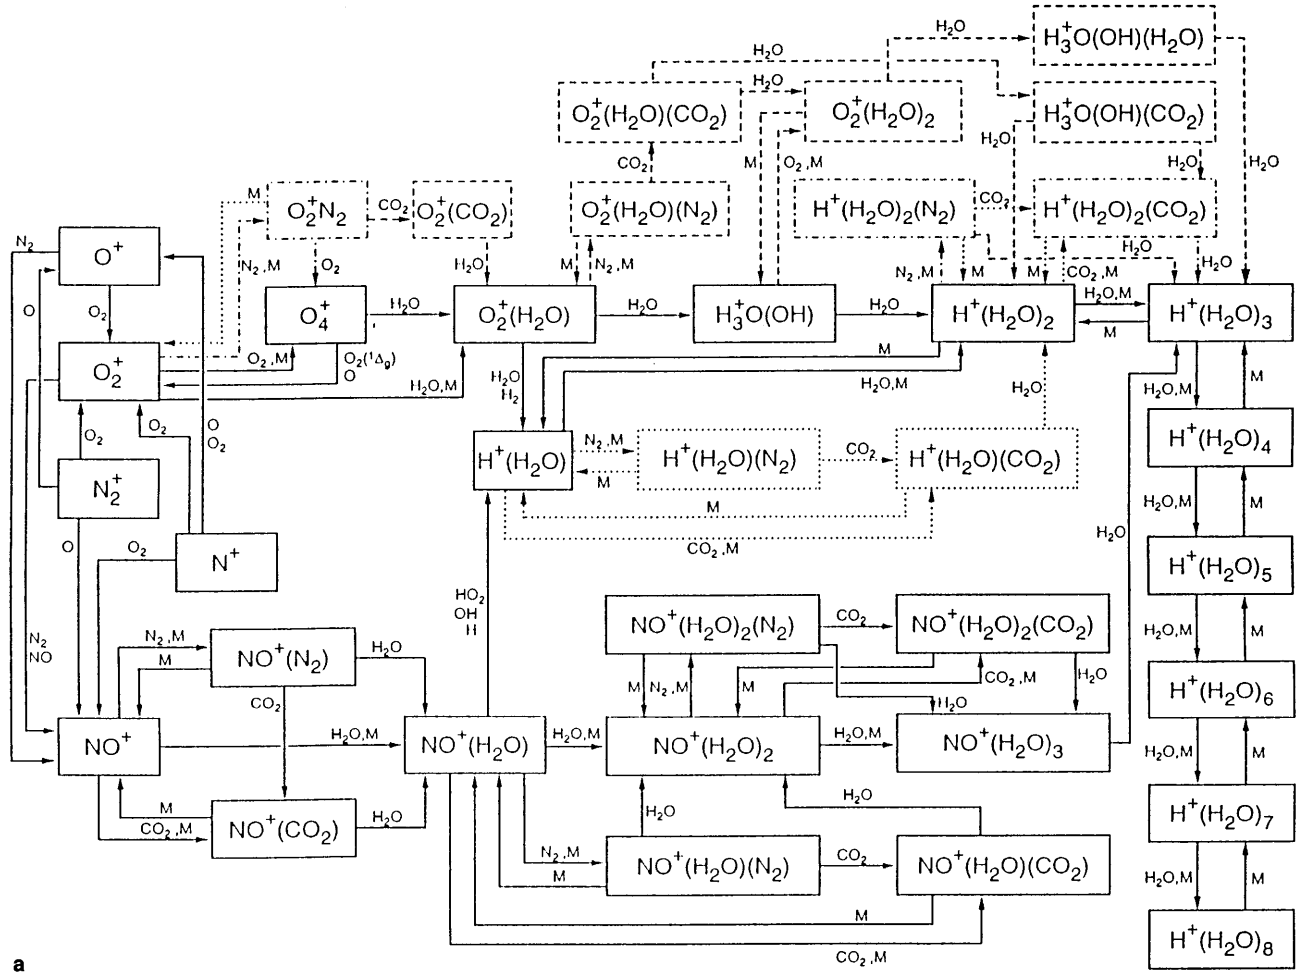 H₂O
H₃⁺O(OH)(H₂O)
H₂O
H₂O
O₂⁺(H₂O)(CO₂)
O₂⁺(H₂O)₂
H₃⁺O(OH)(CO₂)
H₂O
CO₂
M
O₂,M
H₂O
H₂O
M
O₂⁺N₂
CO₂
O₂⁺(CO₂)
O₂⁺(H₂O)(N₂)
H⁺(H₂O)₂(N₂)
CO₂
H⁺(H₂O)₂(CO₂)
N₂
O⁺
N₂,M
O₂
H₂O
M
N₂,M
N₂,M
M
M
CO₂,M
H₂O
H₂O
O
O₂
O₄⁺
H₂O
O₂⁺(H₂O)
H₂O
H₃⁺O(OH)
H₂O
H⁺(H₂O)₂
H₂O,M
M
H⁺(H₂O)₃
O₂⁺
O₂,M
O₂(¹Δg)
O
H₂O,M
H₂O
H₂
M
H₂O,M
H₂O
H₂O,M
M
O₂
O₂
O
O₂
H⁺(H₂O)
N₂,M
M
H⁺(H₂O)(N₂)
CO₂
H⁺(H₂O)(CO₂)
H⁺(H₂O)₄
N₂⁺
M
CO₂,M
H₂O,M
M
O
O₂
N⁺
H₂O
H⁺(H₂O)₅
HO₂
OH
H
NO⁺(H₂O)₂(N₂)
CO₂
NO⁺(H₂O)₂(CO₂)
H₂O,M
M
N₂
NO
N₂,M
M
NO⁺(N₂)
H₂O
CO₂
M
N₂,M
M
CO₂,M
H₂O
H₂O
H⁺(H₂O)₆
NO⁺
H₂O,M
NO⁺(H₂O)
H₂O,M
NO⁺(H₂O)₂
H₂O,M
NO⁺(H₂O)₃
H₂O,M
M
M
CO₂,M
NO⁺(CO₂)
H₂O
H₂O
H₂O
H⁺(H₂O)₇
N₂,M
M
NO⁺(H₂O)(N₂)
CO₂
NO⁺(H₂O)(CO₂)
H₂O,M
M
M
CO₂,M
H⁺(H₂O)₈
a